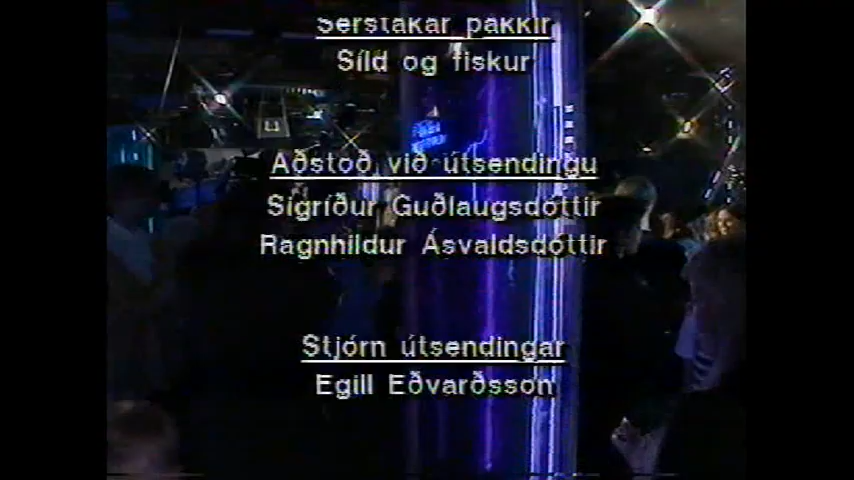 Sérstakar þakkir
Síld og fiskur
Aðstoð við útsendingu
Sigríður Guðlaugsdóttir
Ragnhildur Ásvaldsdóttir
Stjórn útsendingar
Egill Eðvarðsson